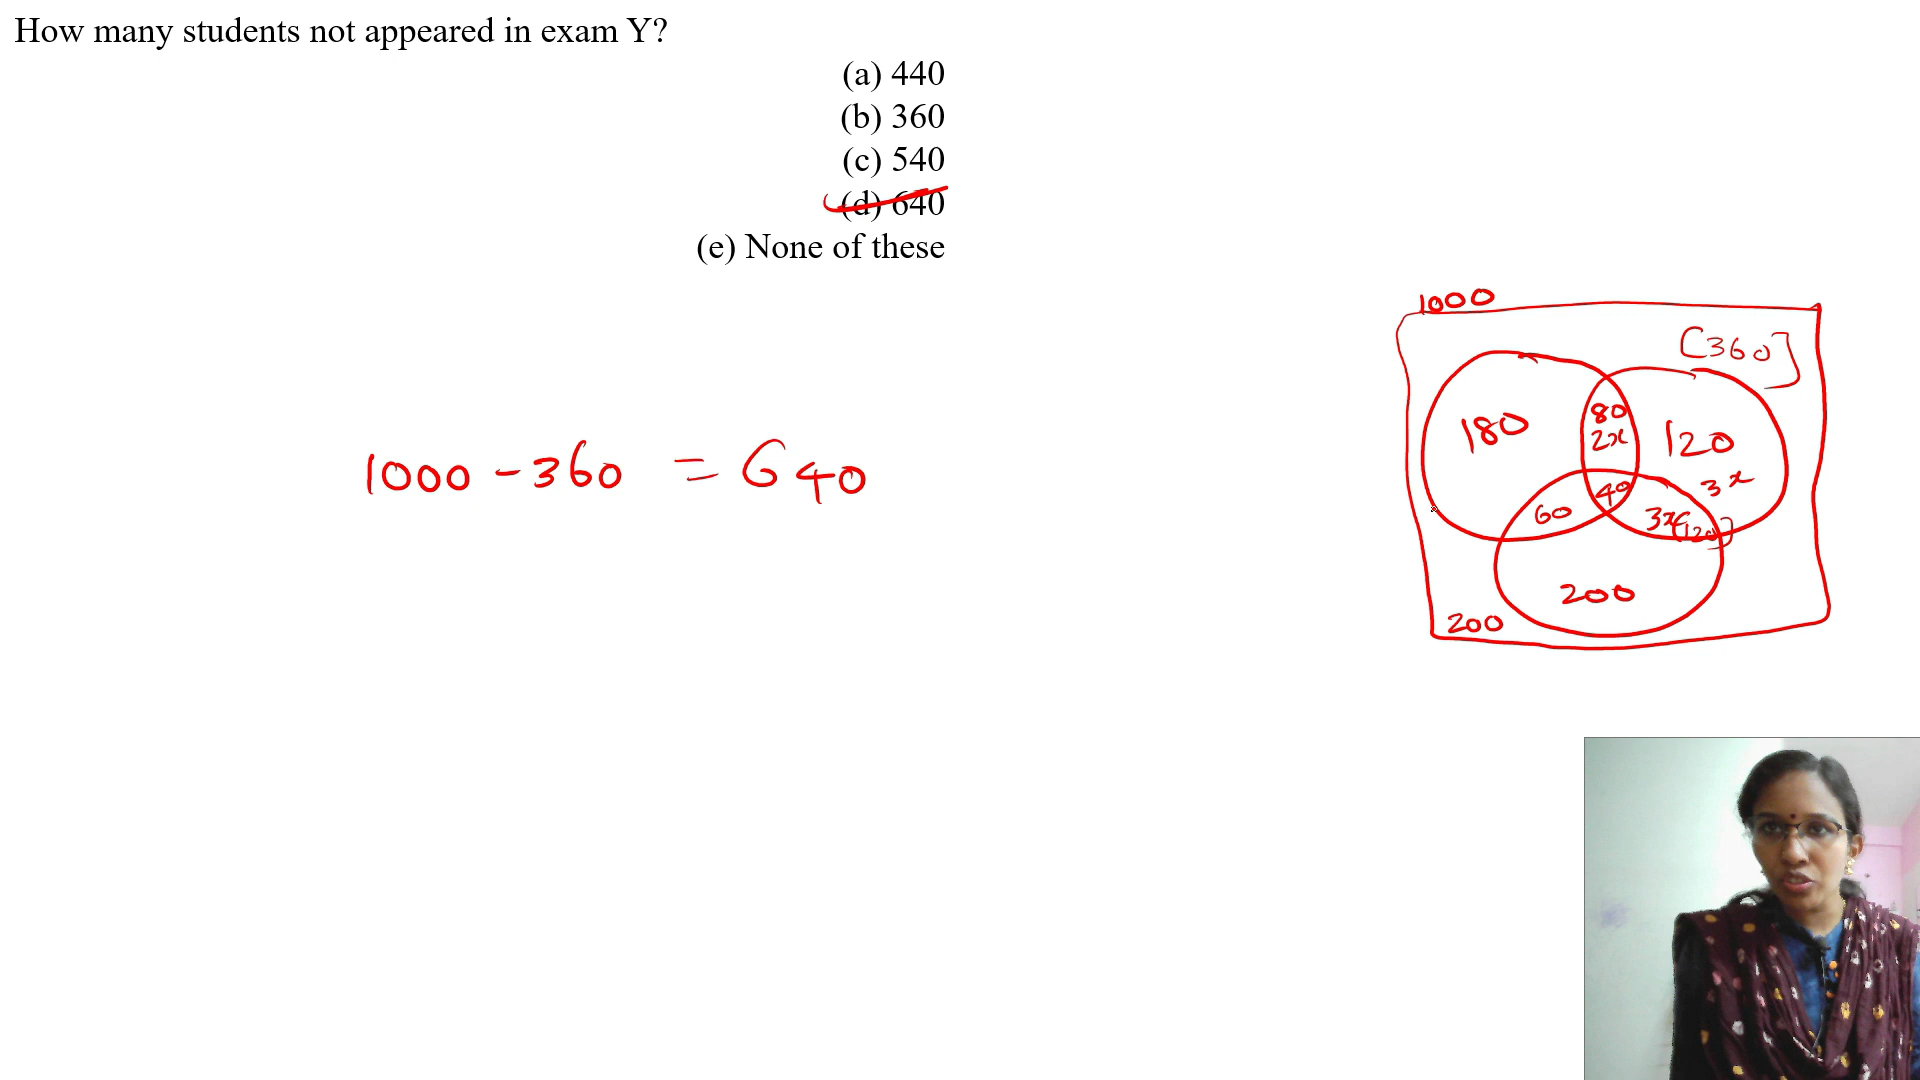 How many students not appeared in exam Y?
(a) 440
(b) 360
(c) 540
(d) 640
(e) None of these
1000
[360]
180
80
2x
120
3x
40
60
3x[120]
200
200
1000 - 360 = 640